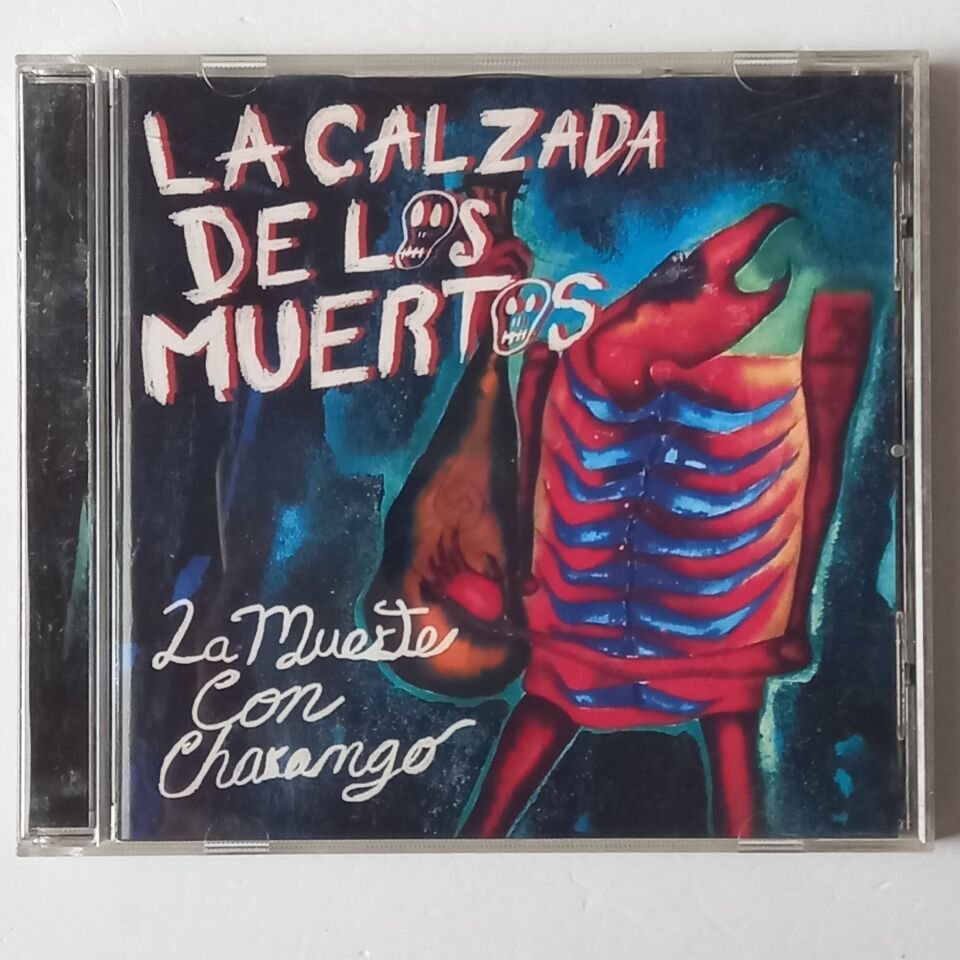 LA CALZADA
DE LOS
MUERTOS
La Muerte
Con
Charango